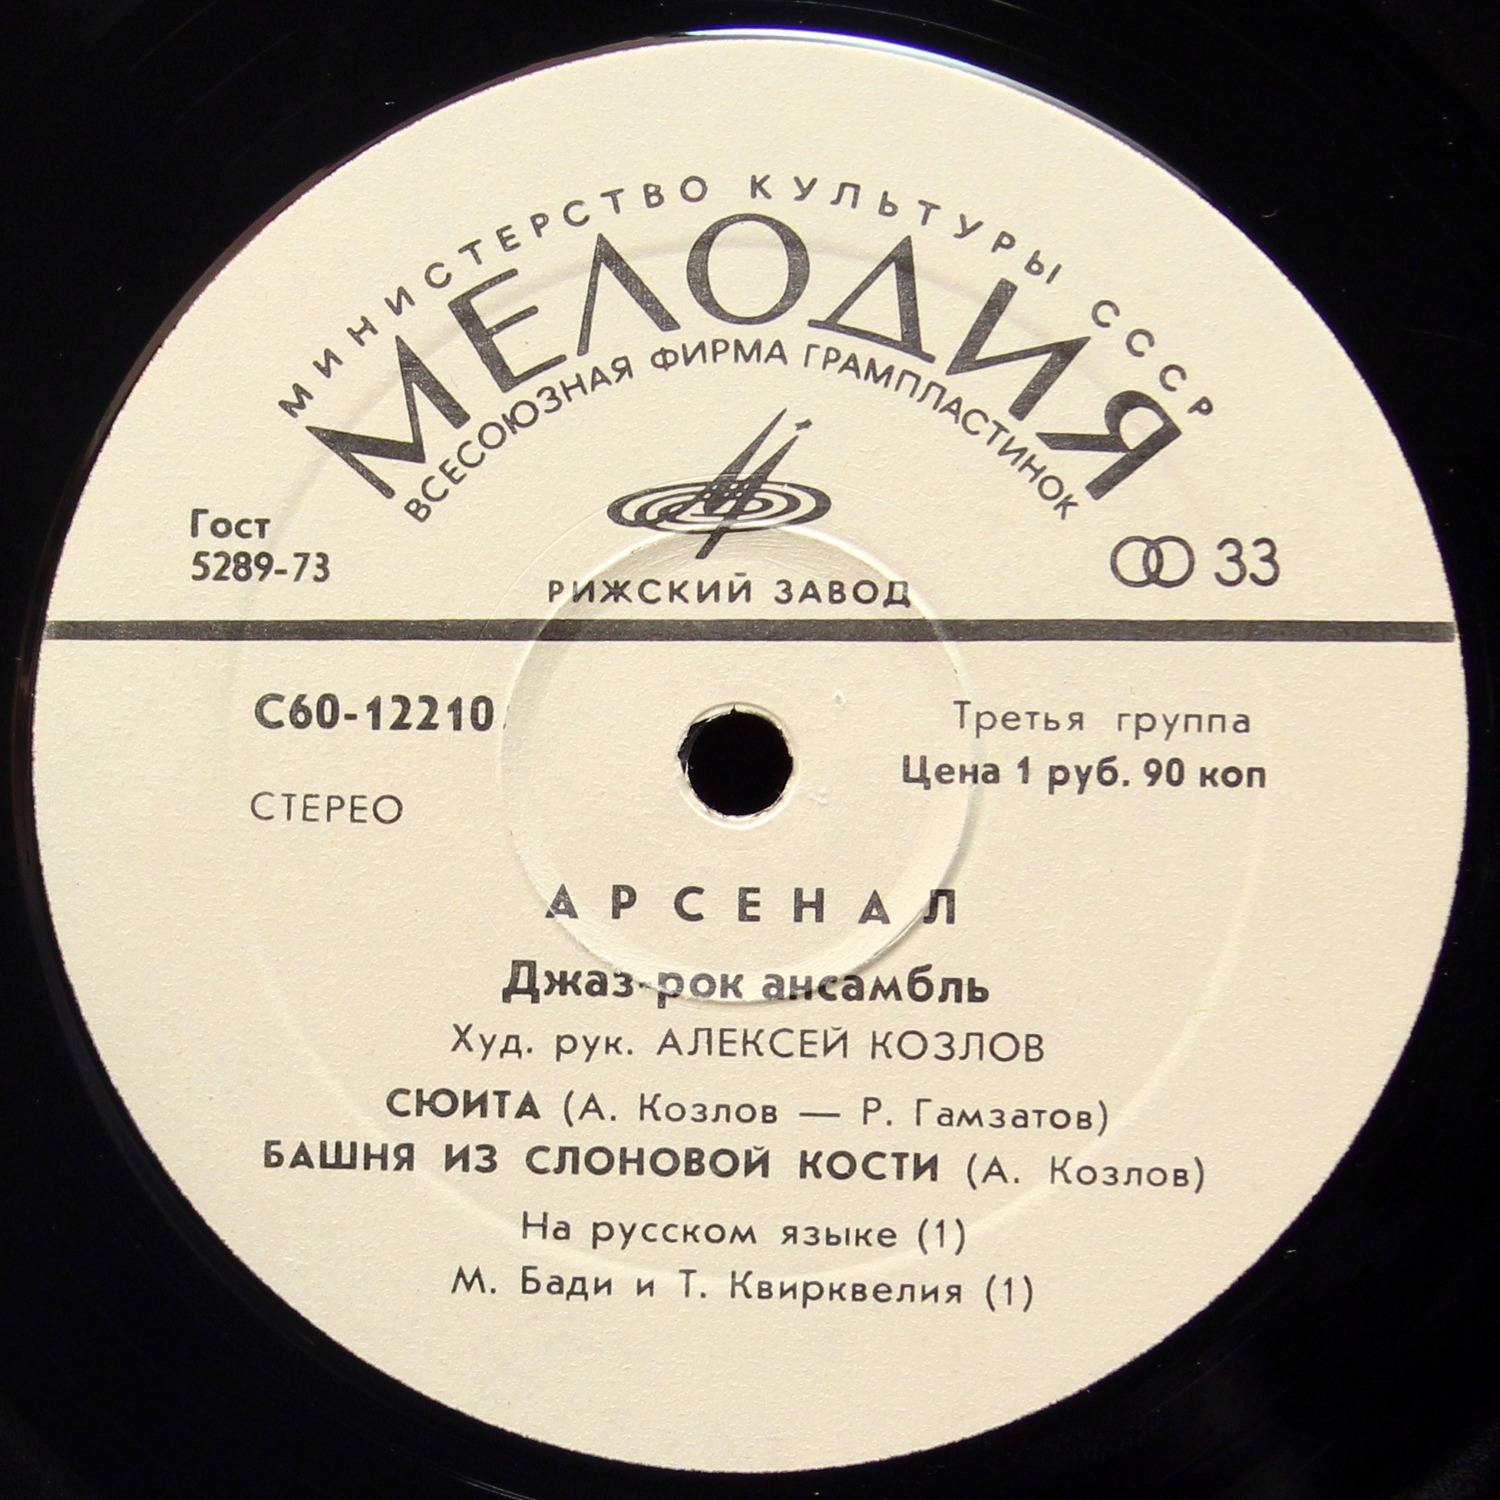 МИНИСТЕРСТВО КУЛЬТУРЫ СССР
МЕЛОДИЯ
ВСЕСОЮЗНАЯ ФИРМА ГРАМПЛАСТИНОК
Гост
5289-73
33
РИЖСКИЙ ЗАВОД
С60-12210
Третья группа
Цена 1 руб. 90 коп
СТЕРЕО
АРСЕНАЛ
Джаз-рок ансамбль
Худ. рук. АЛЕКСЕЙ КОЗЛОВ
СЮИТА (А. Козлов — Р. Гамзатов)
БАШНЯ ИЗ СЛОНОВОЙ КОСТИ (А. Козлов)
На русском языке (1)
М. Бади и Т. Квирквелия (1)